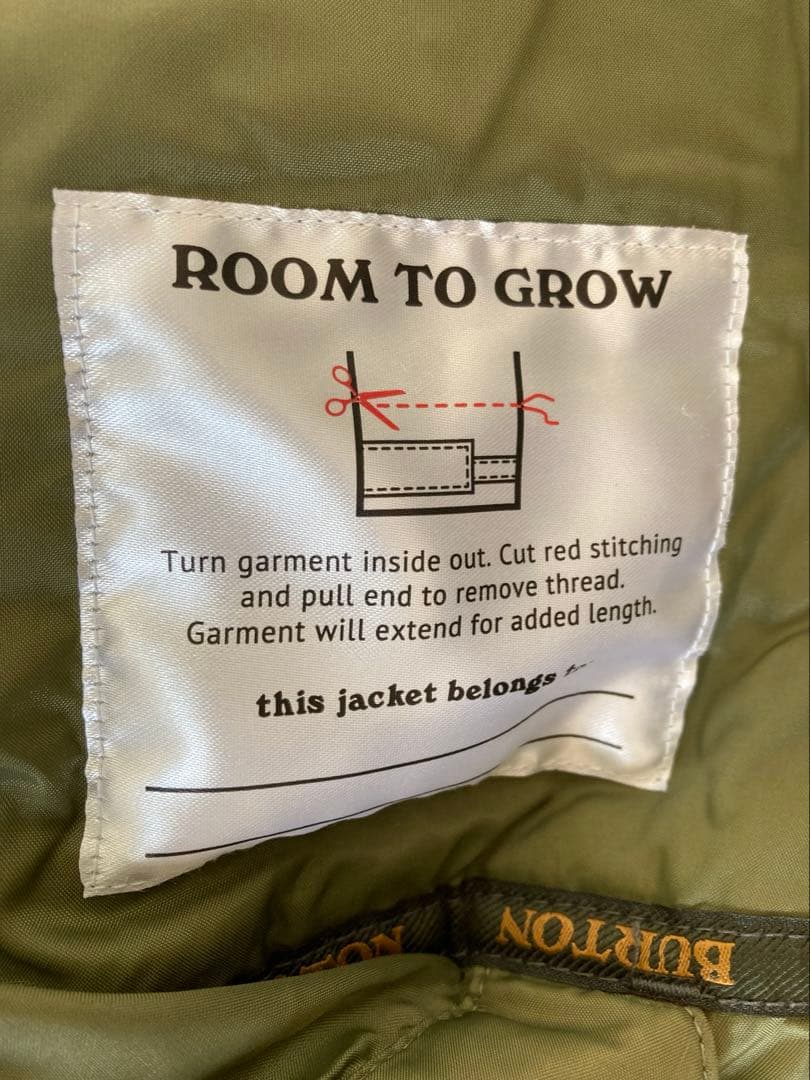 ROOM TO GROW
Turn garment inside out. Cut red stitching
and pull end to remove thread.
Garment will extend for added length.
this jacket belongs
BURTON